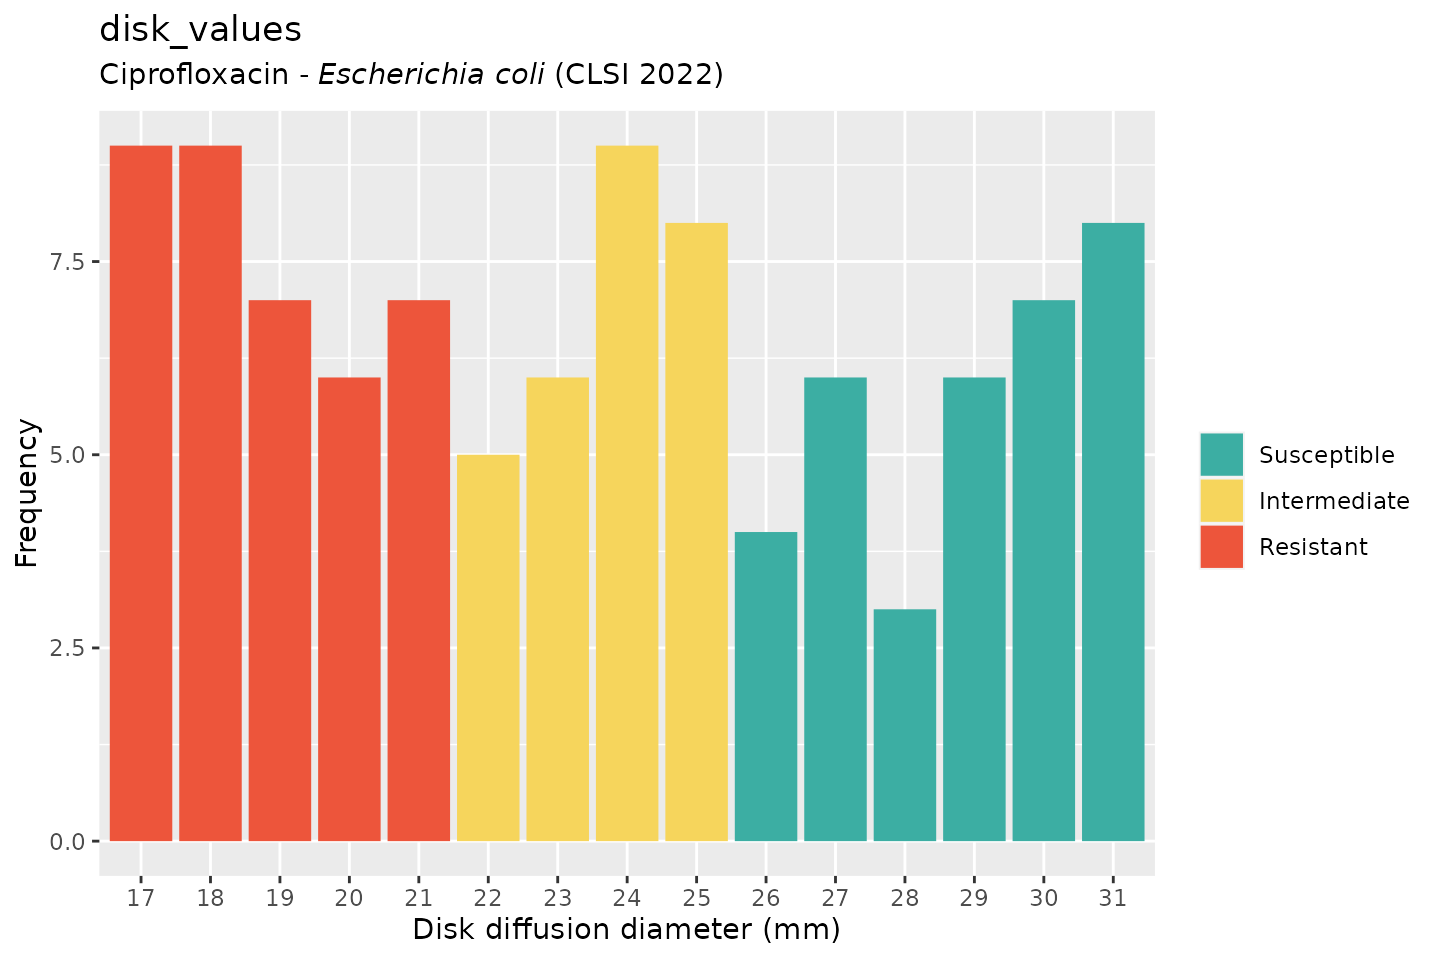 disk_values
Ciprofloxacin - Escherichia coli (CLSI 2022)
7.5
5.0
2.5
0.0
Frequency
17 18 19 20 21 22 23 24 25 26 27 28 29 30 31
Disk diffusion diameter (mm)
Susceptible
Intermediate
Resistant